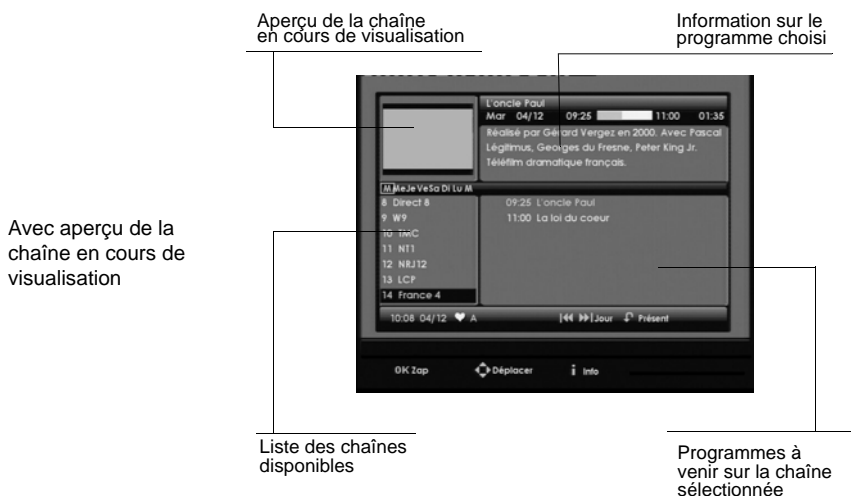 Aperçu de la chaîne
en cours de visualisation
Information sur le
programme choisi
L'oncle Paul
Mar 04/12 09:25 11:00 01:35
Réalisé par Gérard Vergez en 2000. Avec Pascal
Légitimus, Georges du Fresne, Peter King Jr.
Téléfilm dramatique français.
M MeJeVeSa Di Lu M
8 Direct 8
9 W9
10 TMC
11 NT1
12 NRJ12
13 LCP
14 France 4
09:25 L'oncle Paul
11:00 La loi du coeur
10:08 04/12 A
Jour
Présent
OK Zap
Déplacer
i Info
Avec aperçu de la
chaîne en cours de
visualisation
Liste des chaînes
disponibles
Programmes à
venir sur la chaîne
sélectionnée